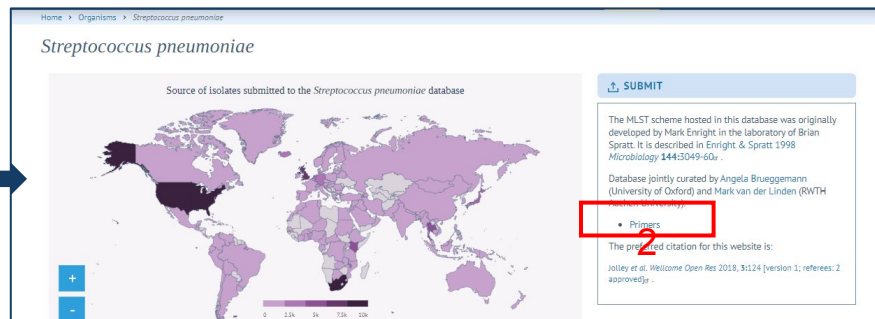 Home › Organisms › Streptococcus pneumoniae
Streptococcus pneumoniae
Source of isolates submitted to the Streptococcus pneumoniae database
+
-
0 2.5k 5k 7.5k 10k
SUBMIT
The MLST scheme hosted in this database was originally
developed by Mark Enright in the laboratory of Brian
Spratt. It is described in Enright & Spratt 1998
Microbiology 144:3049-60 .
Database jointly curated by Angela Brueggemann
(University of Oxford) and Mark van der Linden (RWTH
Aachen University).
• Primers
2
The preferred citation for this website is:
Jolley et al. Wellcome Open Res 2018, 3:124 [version 1; referees: 2
approved] .